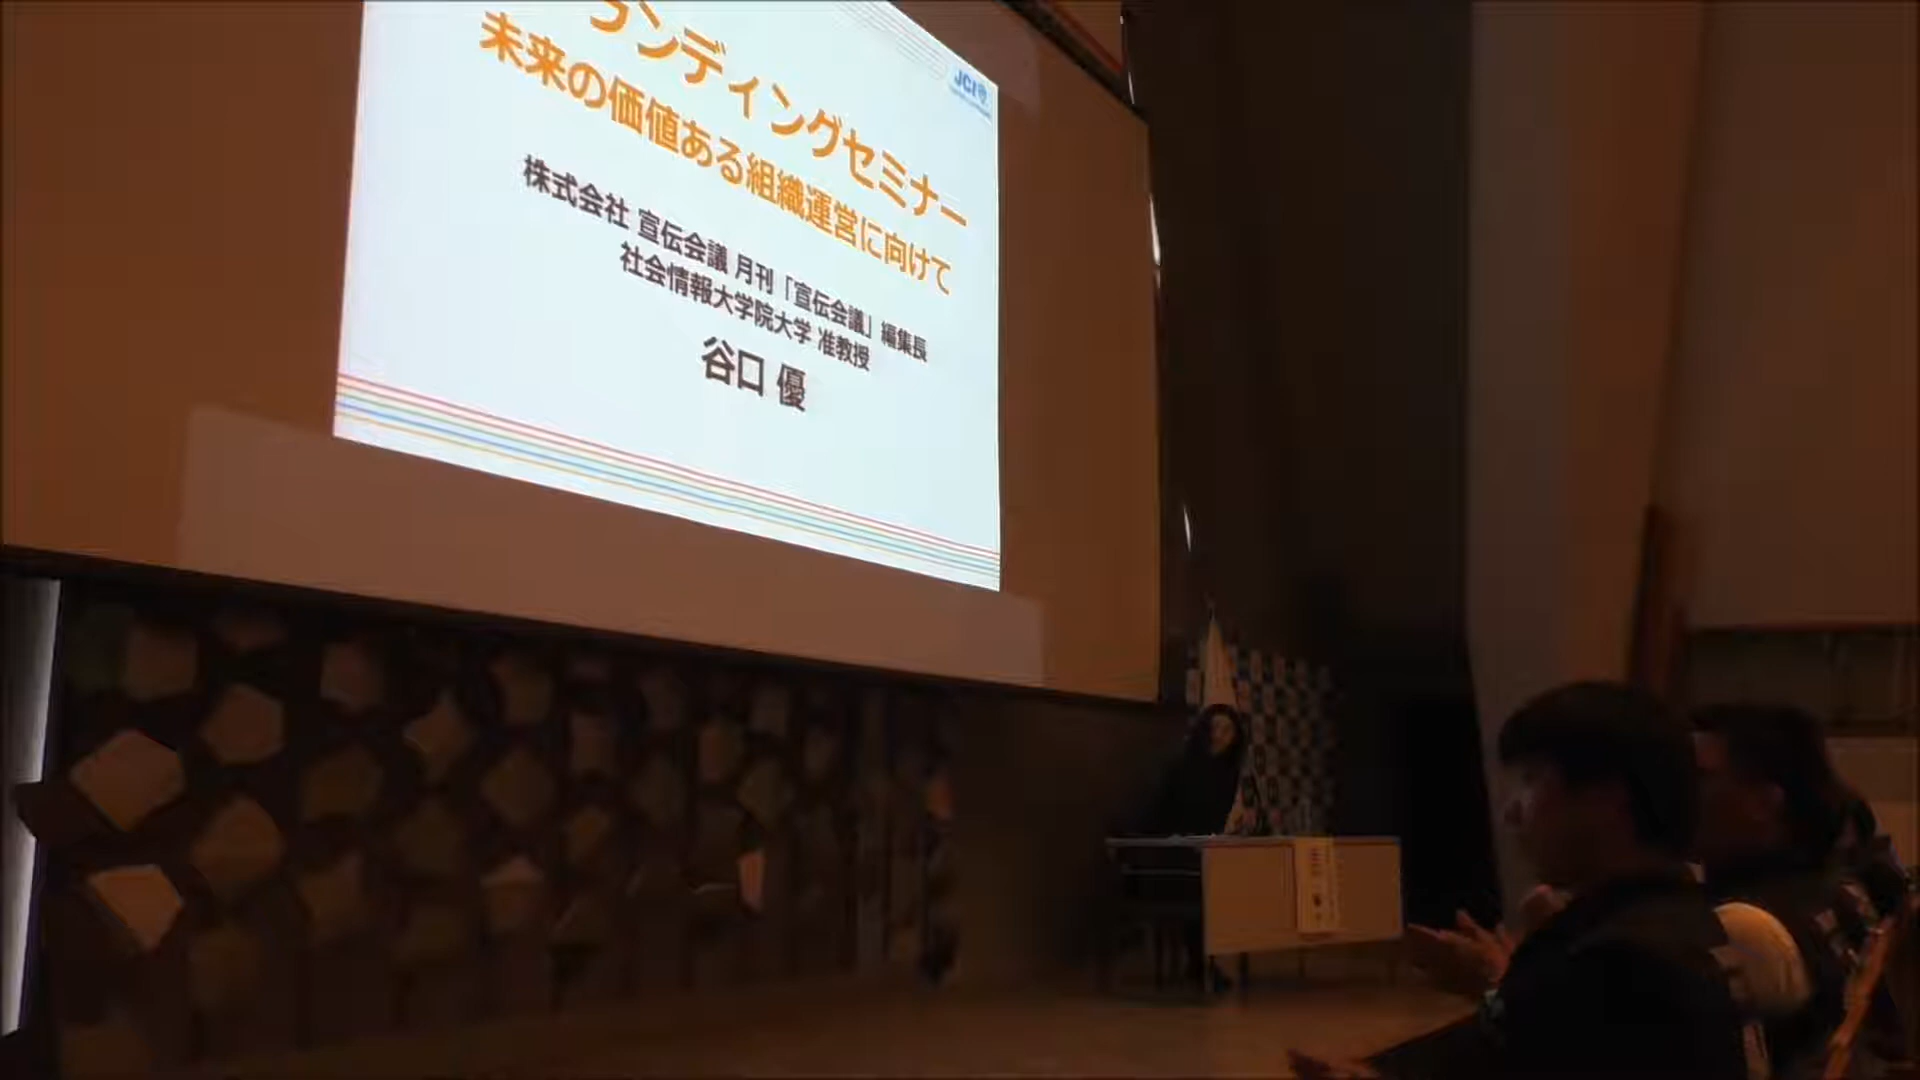 ランディングセミナー
未来の価値ある組織運営に向けて
JCI
株式会社 宣伝会議 月刊「宣伝会議」編集長
社会情報大学院大学 准教授
谷口 優